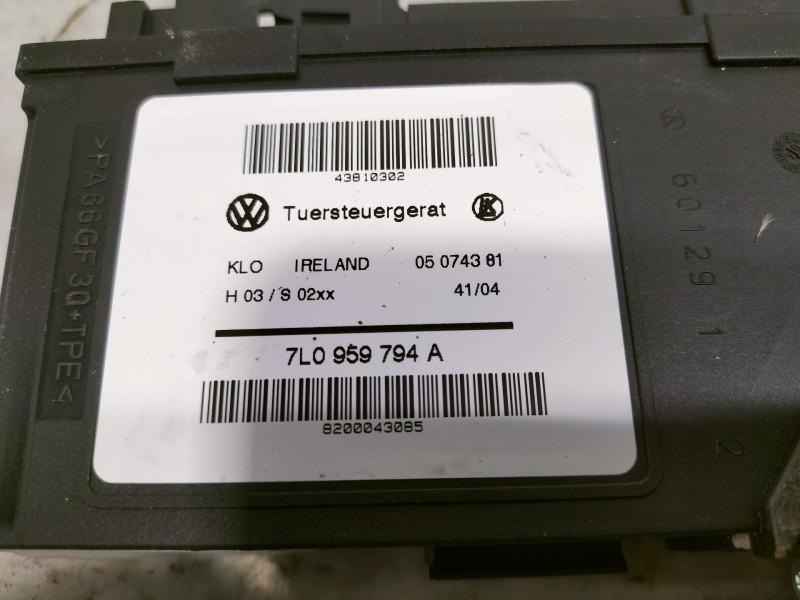 43810302
Tuersteuergerat
KLO IRELAND 05 0743 81
H 03 / S 02xx 41/04
7L0 959 794 A
8200043085
>PA66GF30+TPE<
60129 1
2